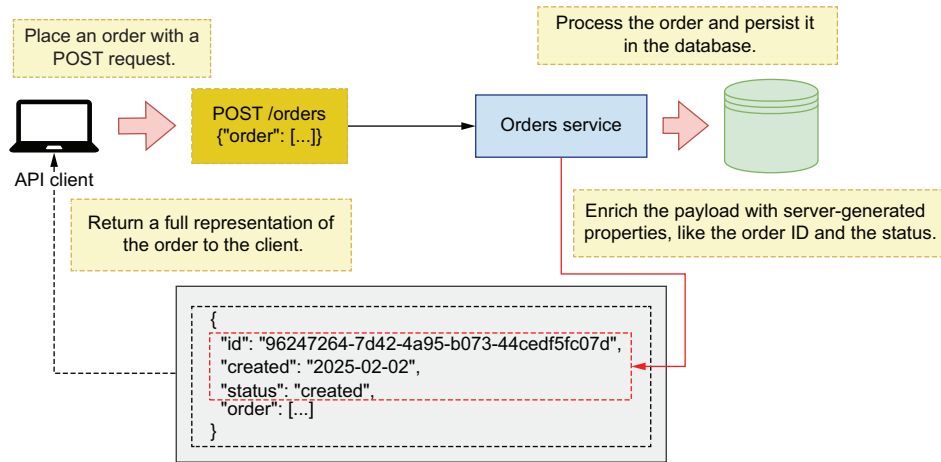 Place an order with a
POST request.
Process the order and persist it
in the database.
POST /orders
{"order": [...]}
Orders service
API client
Return a full representation of
the order to the client.
Enrich the payload with server-generated
properties, like the order ID and the status.
{
"id": "96247264-7d42-4a95-b073-44cedf5fc07d",
"created": "2025-02-02",
"status": "created",
"order": [...]
}